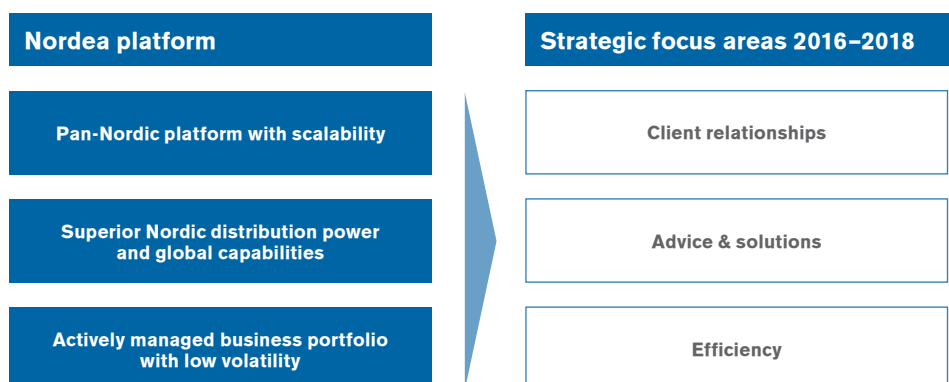 Nordea platform
Strategic focus areas 2016–2018
Pan-Nordic platform with scalability
Client relationships
Superior Nordic distribution power
and global capabilities
Advice & solutions
Actively managed business portfolio
with low volatility
Efficiency